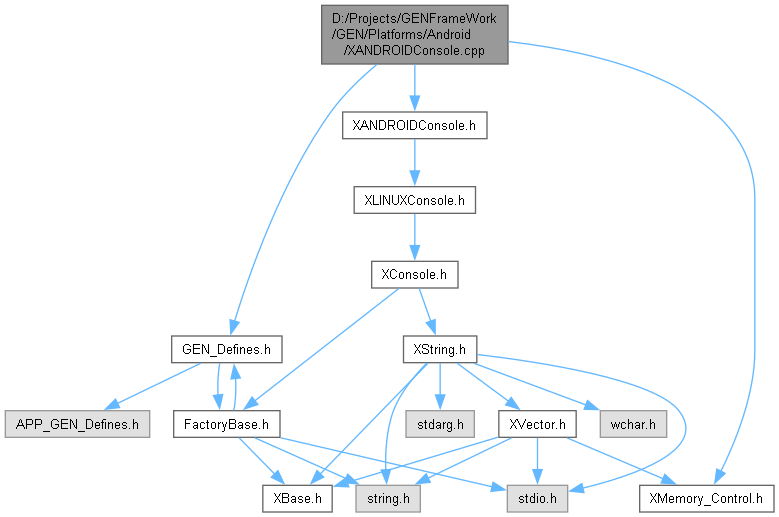 D:/Projects/GENFrameWork
/GEN/Platforms/Android
/XANDROIDConsole.cpp
XANDROIDConsole.h
XLINUXConsole.h
XConsole.h
GEN_Defines.h
XString.h
APP_GEN_Defines.h
FactoryBase.h
stdarg.h
XVector.h
wchar.h
XBase.h
string.h
stdio.h
XMemory_Control.h